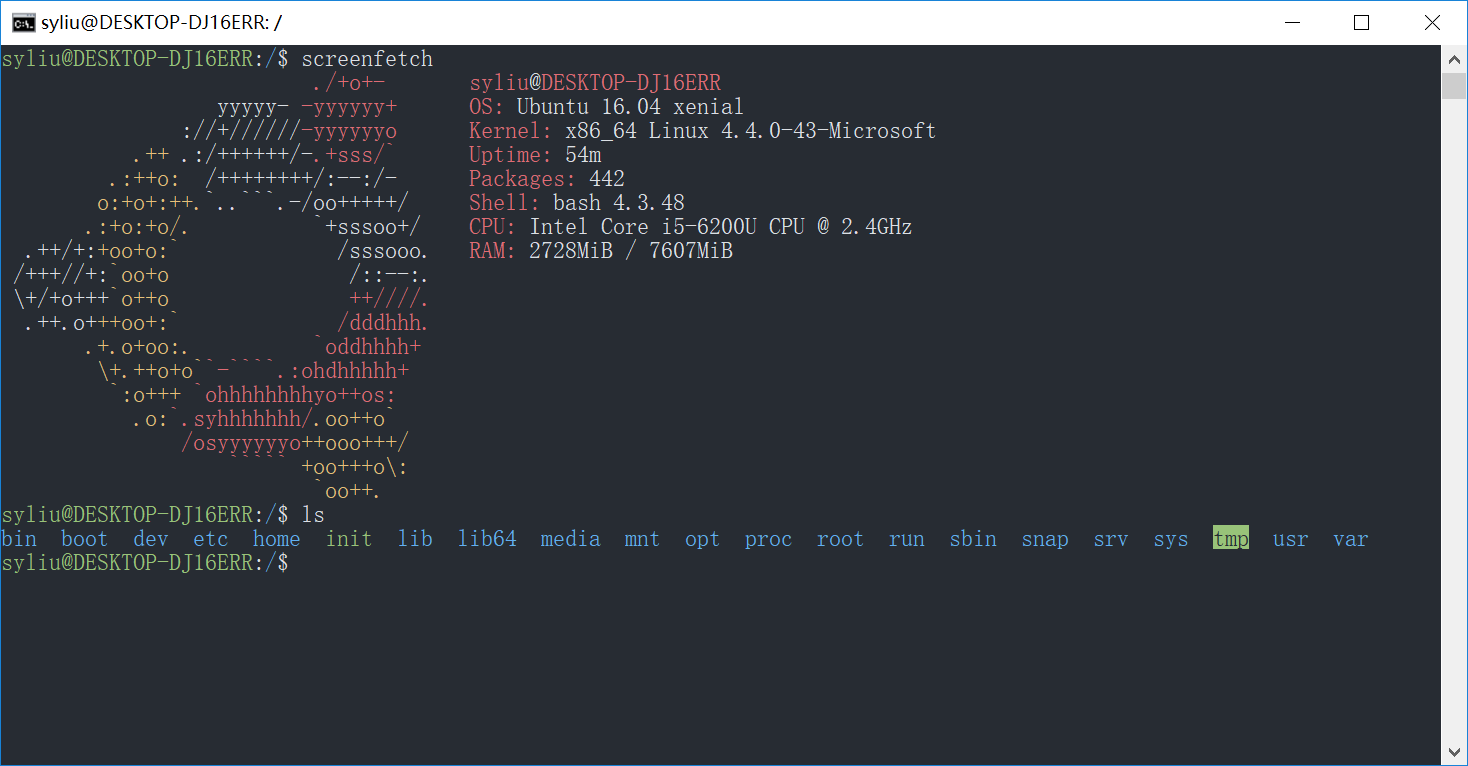 syliu@DESKTOP-DJ16ERR: /
syliu@DESKTOP-DJ16ERR:/$ screenfetch
                          ./+o+-       syliu@DESKTOP-DJ16ERR
                  yyyyy- -yyyyyy+      OS: Ubuntu 16.04 xenial
               ://+//////-yyyyyyo      Kernel: x86_64 Linux 4.4.0-43-Microsoft
           .++ .:/++++++/-.+sss/`      Uptime: 54m
         .:++o:  /++++++++/:--:/-      Packages: 442
        o:+o+:++.`..```.-/oo+++++/     Shell: bash 4.3.48
       .:+o:+o/.          `+sssoo+/    CPU: Intel Core i5-6200U CPU @ 2.4GHz
  .++/+:+oo+o:`             /sssooo.   RAM: 2728MiB / 7607MiB
 /+++//+:`oo+o               /::--:.
 \+/+o+++`o++o               ++////.
  .++.o+++oo+:`             /dddhhh.
       .+.o+oo:.          `oddhhhh+
        \+.++o+o``-````.:ohdhhhhh+
         `:o+++ `ohhhhhhhhyo++os:
           .o:`.syhhhhhhh/.oo++o`
               /osyyyyyyo++ooo+++/
                   ````` +oo+++o\:
                          `oo++.
syliu@DESKTOP-DJ16ERR:/$ ls
bin  boot  dev  etc  home  init  lib  lib64  media  mnt  opt  proc  root  run  sbin  snap  srv  sys  tmp  usr  var
syliu@DESKTOP-DJ16ERR:/$